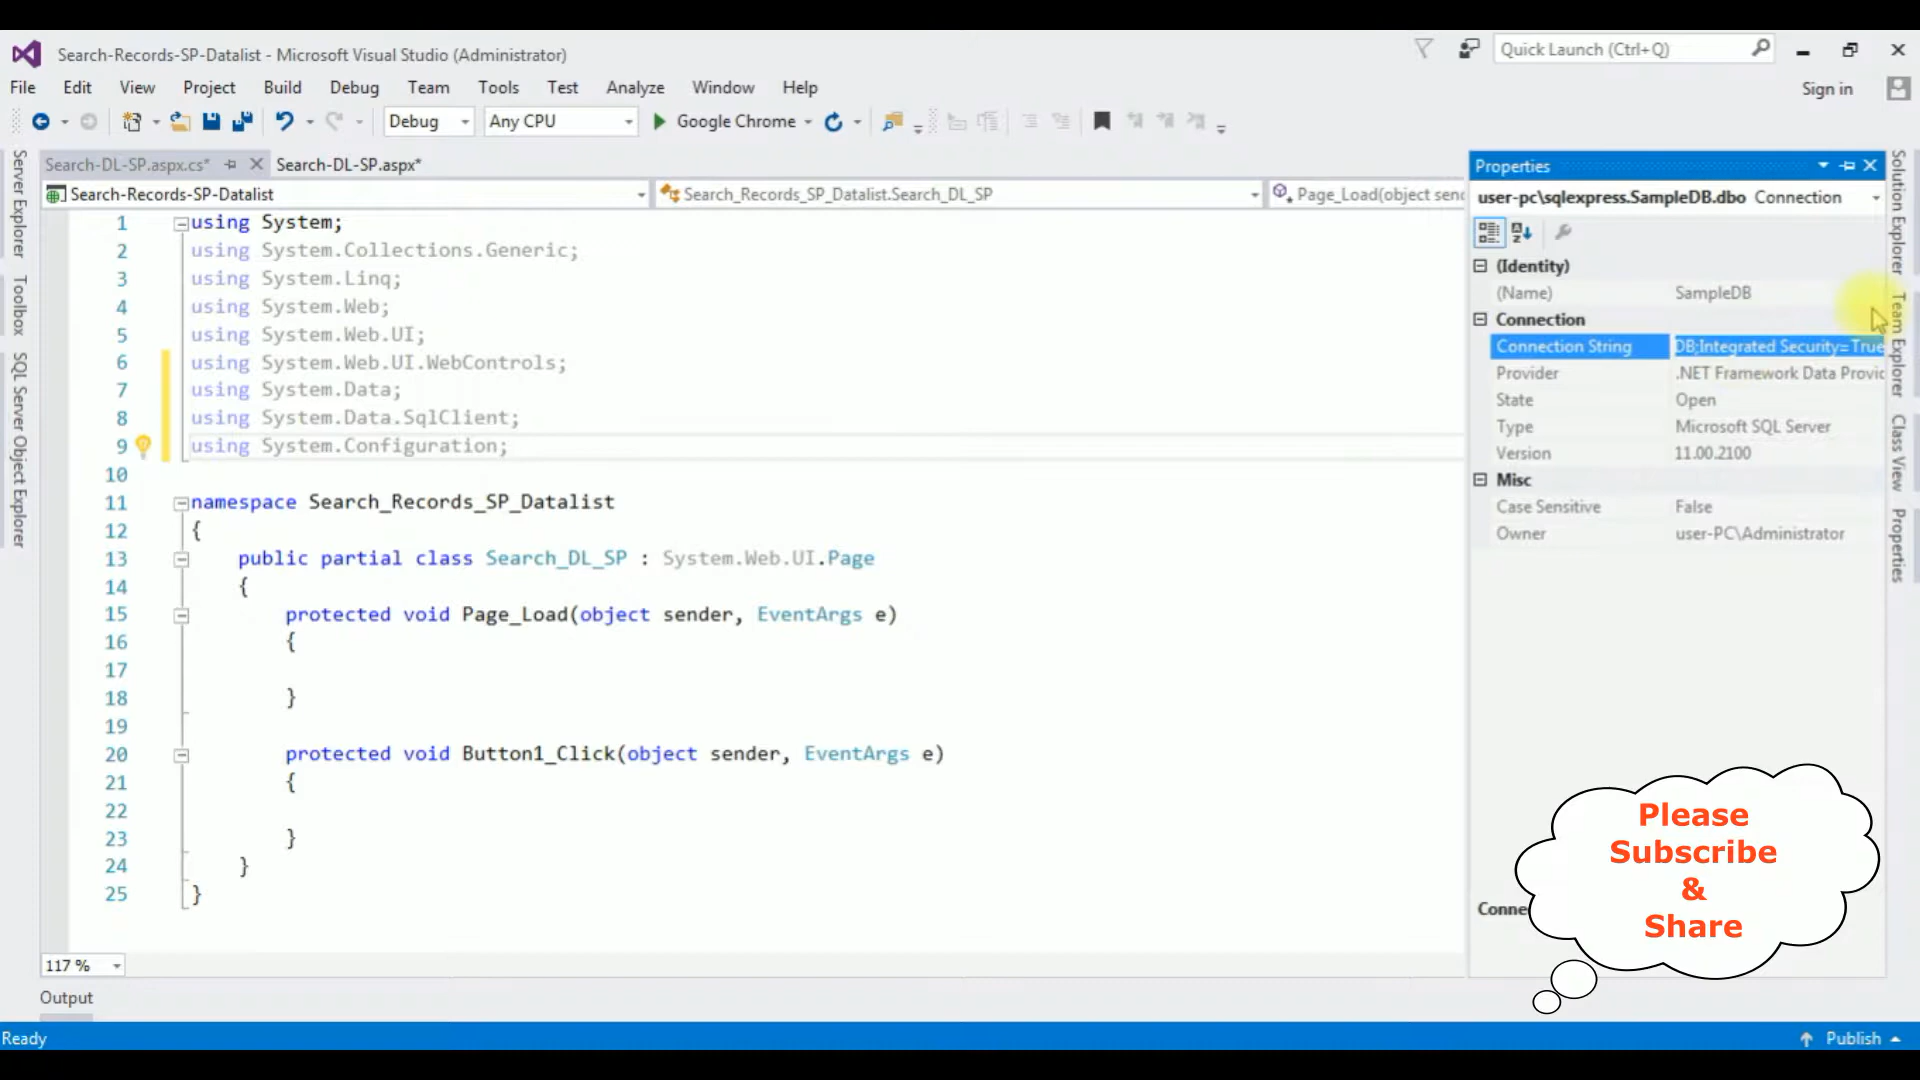 Search-Records-SP-Datalist - Microsoft Visual Studio (Administrator)
Quick Launch (Ctrl+Q)
File Edit View Project Build Debug Team Tools Test Analyze Window Help
Sign in
Debug Any CPU Google Chrome
Search-DL-SP.aspx.cs* Search-DL-SP.aspx*
Search-Records-SP-Datalist Search_Records_SP_Datalist.Search_DL_SP Page_Load(object send
Server Explorer
Toolbox
SQL Server Object Explorer
1 using System;
2 using System.Collections.Generic;
3 using System.Linq;
4 using System.Web;
5 using System.Web.UI;
6 using System.Web.UI.WebControls;
7 using System.Data;
8 using System.Data.SqlClient;
9 using System.Configuration;
10
11 namespace Search_Records_SP_Datalist
12 {
13 public partial class Search_DL_SP : System.Web.UI.Page
14 {
15 protected void Page_Load(object sender, EventArgs e)
16 {
17
18 }
19
20 protected void Button1_Click(object sender, EventArgs e)
21 {
22
23 }
24 }
25 }
117 %
Output
Ready
Publish
Properties
user-pc\sqlexpress.SampleDB.dbo Connection
(Identity)
(Name) SampleDB
Connection
Connection String DB;Integrated Security=True
Provider .NET Framework Data Provid
State Open
Type Microsoft SQL Server
Version 11.00.2100
Misc
Case Sensitive False
Owner user-PC\Administrator
Conne
Solution Explorer
Team Explorer
Class View
Properties
Please
Subscribe
&
Share